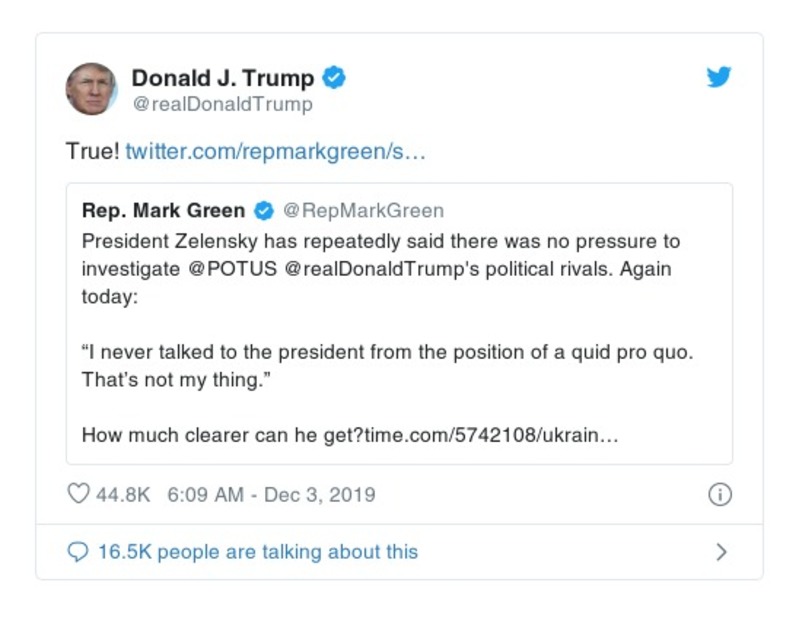 Donald J. Trump
@realDonaldTrump
True! twitter.com/repmarkgreen/s…
Rep. Mark Green @RepMarkGreen
President Zelensky has repeatedly said there was no pressure to
investigate @POTUS @realDonaldTrump's political rivals. Again
today:
“I never talked to the president from the position of a quid pro quo.
That’s not my thing.”
How much clearer can he get?time.com/5742108/ukrain…
44.8K 6:09 AM - Dec 3, 2019
16.5K people are talking about this